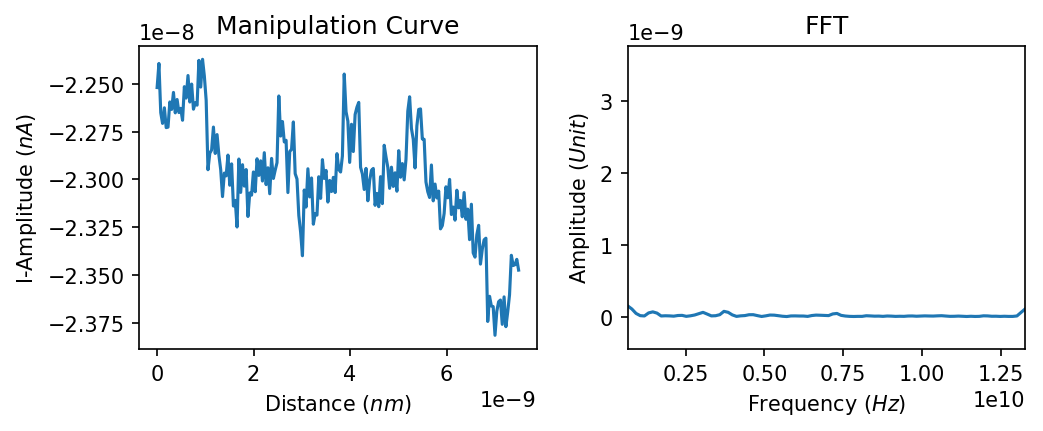 Manipulation Curve
1e−8
−2.250
−2.275
−2.300
−2.325
−2.350
−2.375
I-Amplitude (nA)
0
2
4
6
1e−9
Distance (nm)
FFT
1e−9
3
2
1
0
Amplitude (Unit)
0.25
0.50
0.75
1.00
1.25
1e10
Frequency (Hz)